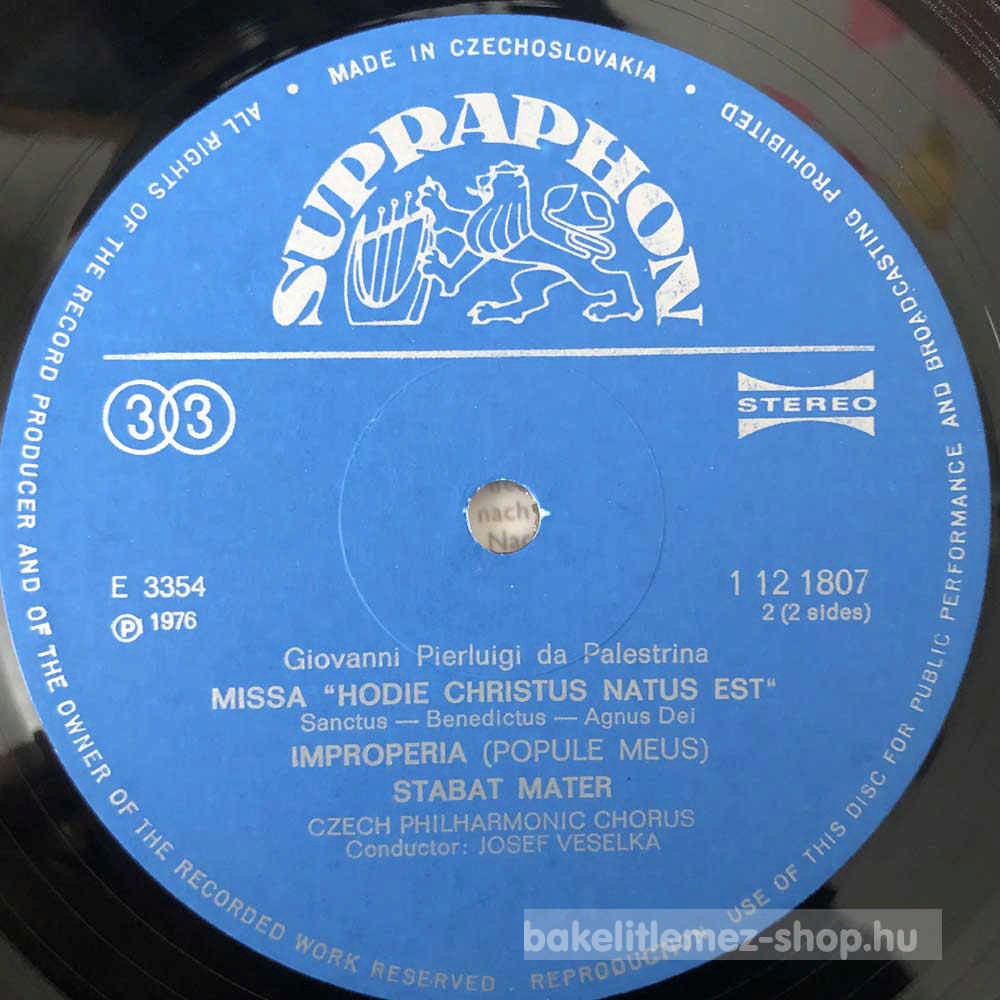 MADE IN CZECHOSLOVAKIA
SUPRAPHON
33
STEREO
nach
Nac
E 3354
Ⓟ 1976
1 12 1807
2 (2 sides)
Giovanni Pierluigi da Palestrina
MISSA "HODIE CHRISTUS NATUS EST"
Sanctus — Benedictus — Agnus Dei
IMPROPERIA (POPULE MEUS)
STABAT MATER
CZECH PHILHARMONIC CHORUS
Conductor: JOSEF VESELKA
ALL RIGHTS OF THE RECORD PRODUCER AND OF THE OWNER OF THE RECORDED WORK RESERVED . REPRODUCTION USE OF THIS DISC FOR PUBLIC PERFORMANCE AND BROADCASTING PROHIBITED
bakelitlemez-shop.hu